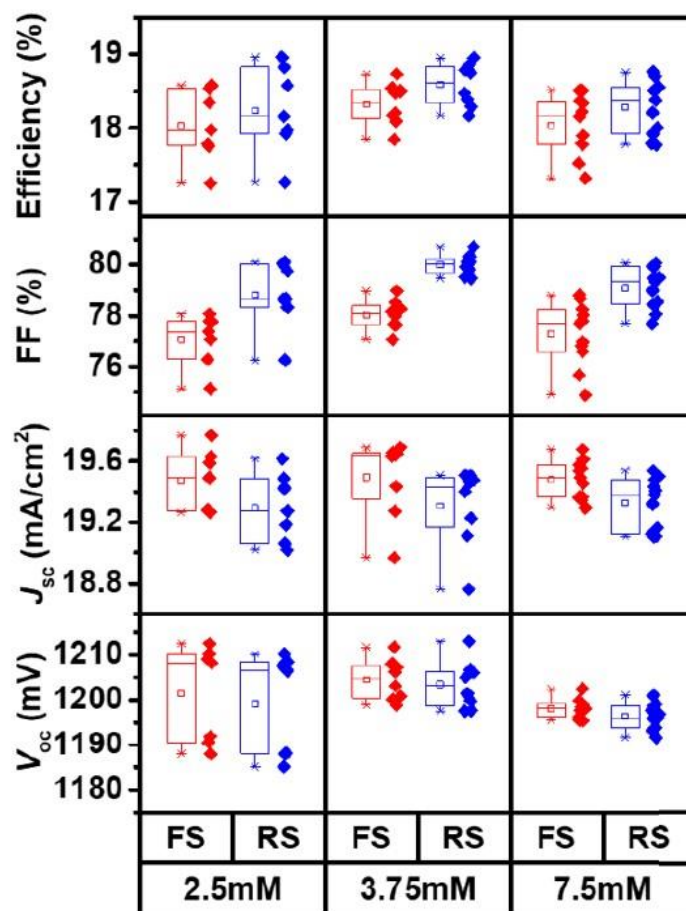 Efficiency (%)
19
18
17
FF (%)
80
78
76
Jsc (mA/cm²)
19.6
19.2
18.8
Voc (mV)
1210
1200
1190
1180
FS RS FS RS FS RS
2.5mM 3.75mM 7.5mM